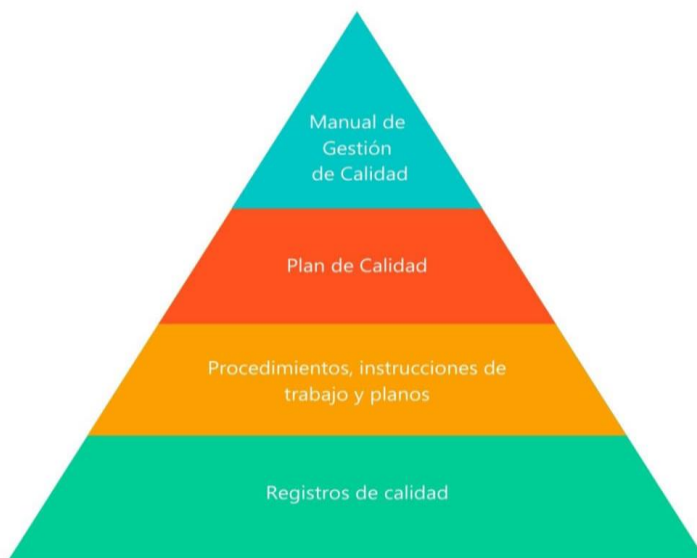 Manual de
Gestión
de Calidad
Plan de Calidad
Procedimientos, instrucciones de
trabajo y planos
Registros de calidad